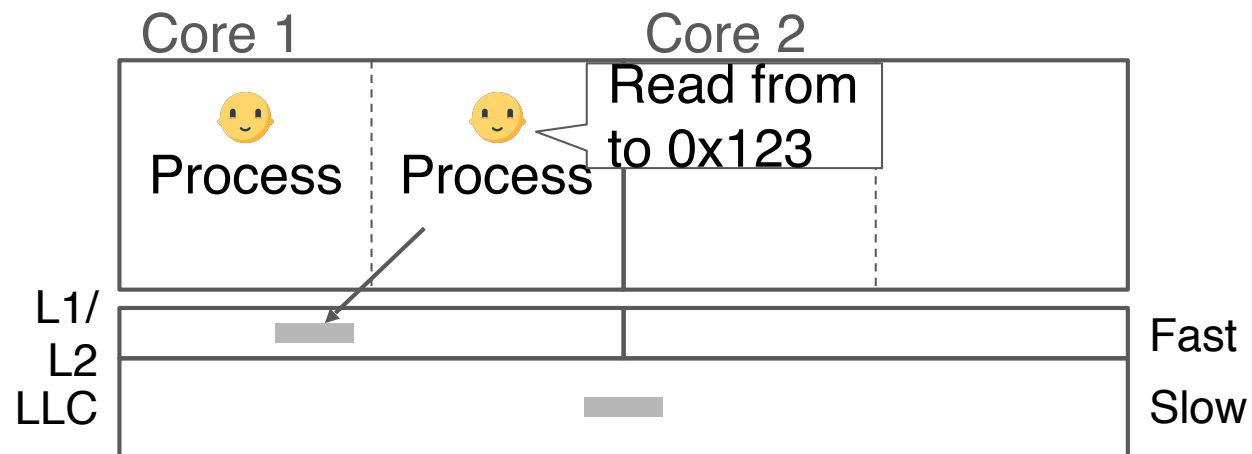 Core 1
Core 2
Read from
to 0x123
Process
Process
L1/
L2
Fast
LLC
Slow